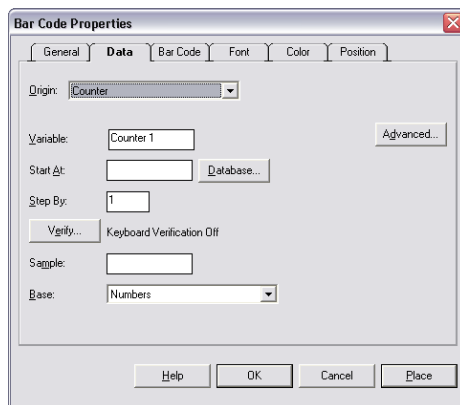 Bar Code Properties
General Data Bar Code Font Color Position
Origin: Counter
Variable: Counter 1 Advanced...
Start At: Database...
Step By: 1
Verify... Keyboard Verification Off
Sample:
Base: Numbers
Help OK Cancel Place